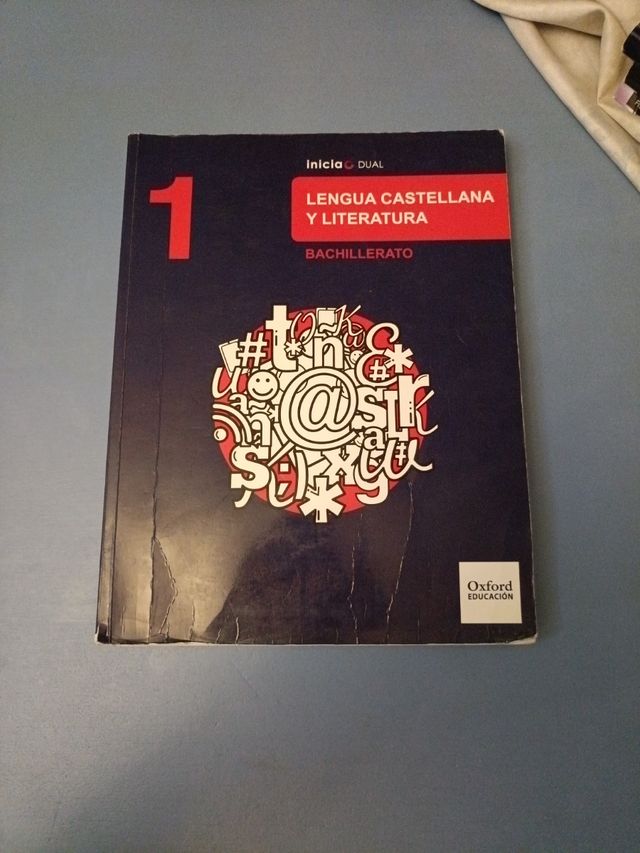 inicia DUAL
1
LENGUA CASTELLANA
Y LITERATURA
BACHILLERATO
@
Oxford
EDUCACIÓN